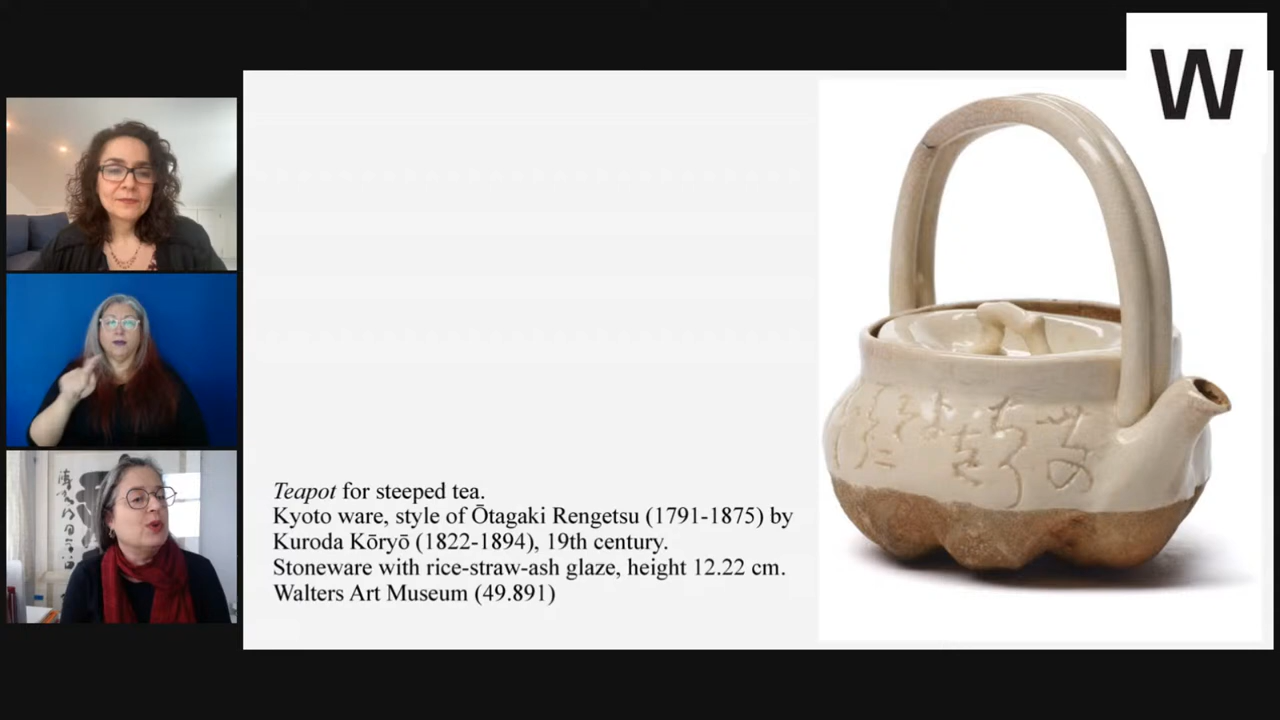 W
Teapot for steeped tea.
Kyoto ware, style of Ōtagaki Rengetsu (1791-1875) by
Kuroda Kōryō (1822-1894), 19th century.
Stoneware with rice-straw-ash glaze, height 12.22 cm.
Walters Art Museum (49.891)